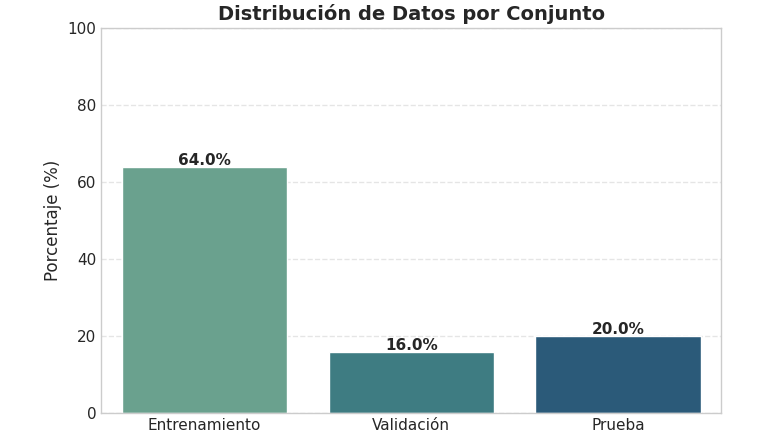 Distribución de Datos por Conjunto
Porcentaje (%)
100
80
60
40
20
0
64.0%
16.0%
20.0%
Entrenamiento
Validación
Prueba